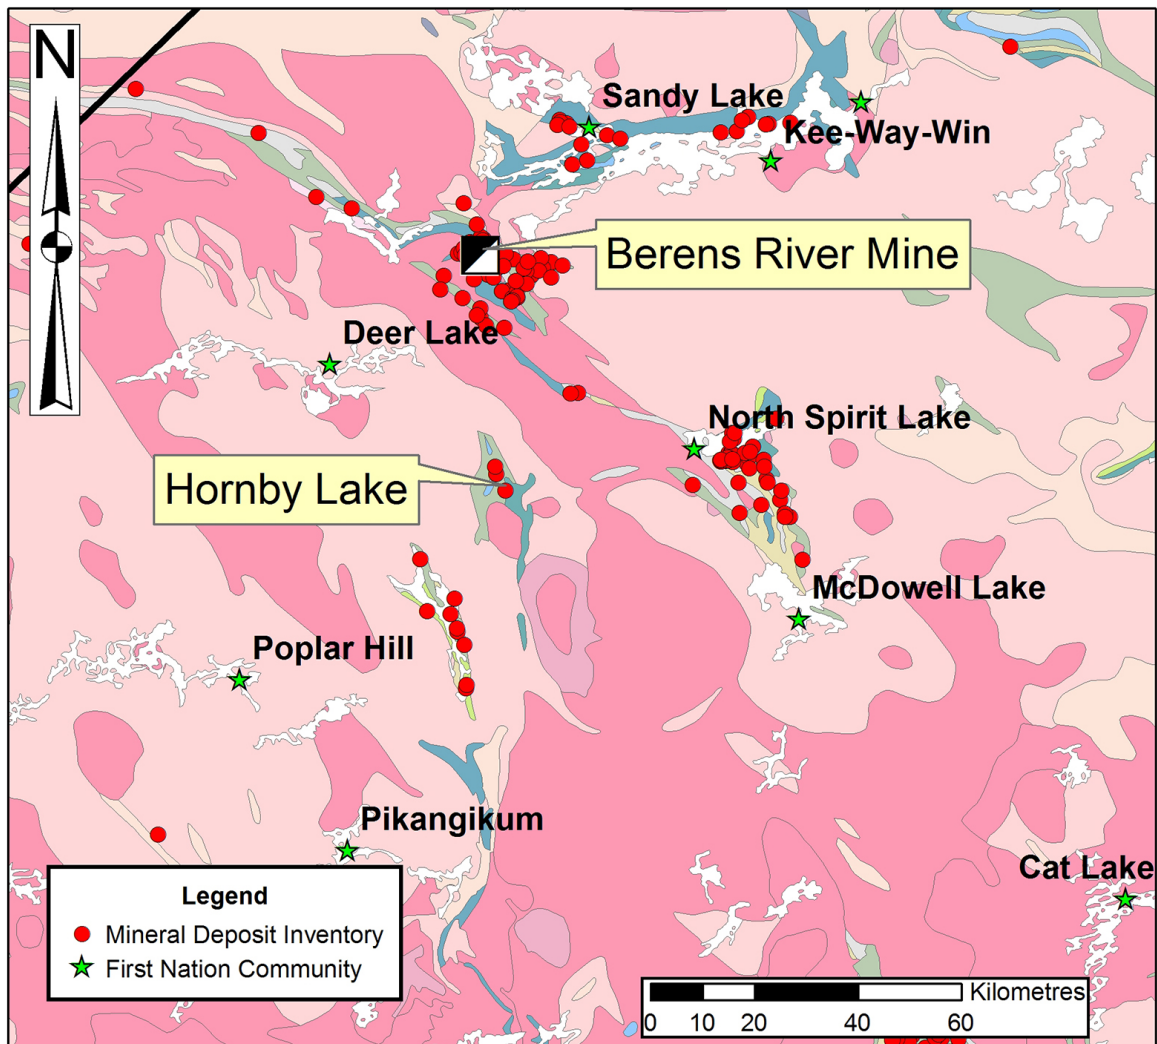 N
Sandy Lake
Kee-Way-Win
Berens River Mine
Deer Lake
North Spirit Lake
Hornby Lake
McDowell Lake
Poplar Hill
Pikangikum
Cat Lake
Legend
Mineral Deposit Inventory
First Nation Community
Kilometres
0 10 20 40 60